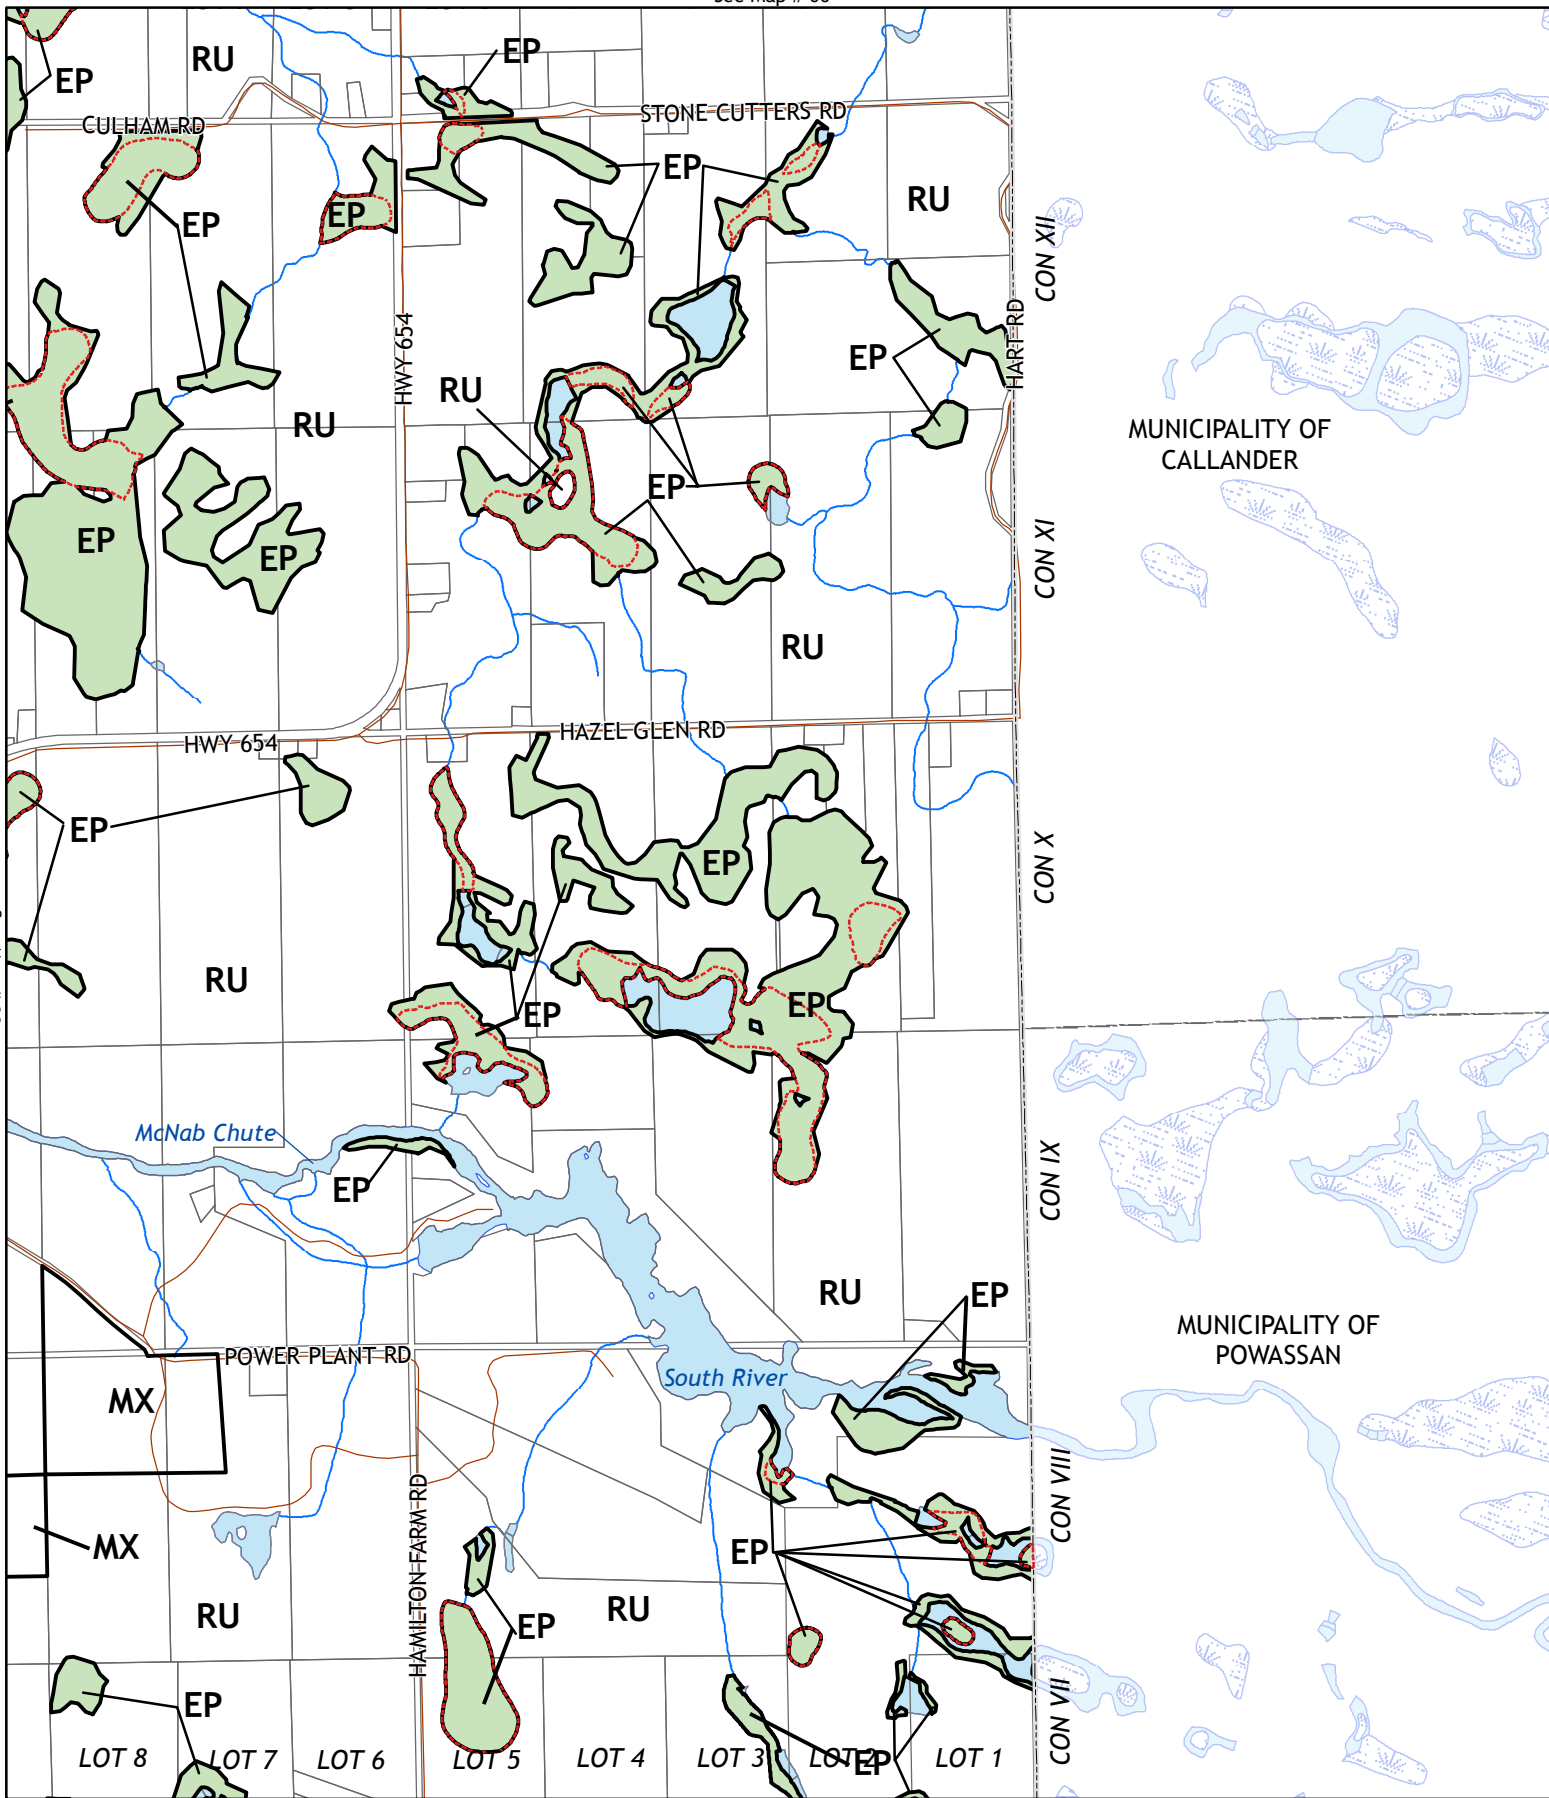 RU
EP
EP
CULHAM RD
STONE CUTTERS RD
EP
RU
EP
EP
CON XII
HWY 654
HART RD
EP
RU
RU
MUNICIPALITY OF
CALLANDER
EP
EP
EP
CON XI
RU
HAZEL GLEN RD
HWY 654
EP
EP
CON X
RU
EP
EP
McNab Chute
CON IX
EP
RU
EP
MUNICIPALITY OF
POWASSAN
POWER PLANT RD
South River
MX
CON VIII
HAMILTON FARM RD
MX
EP
RU
RU
EP
EP
CON VII
LOT 8
LOT 7
LOT 6
LOT 5
LOT 4
LOT 3
LOT 2
EP
LOT 1